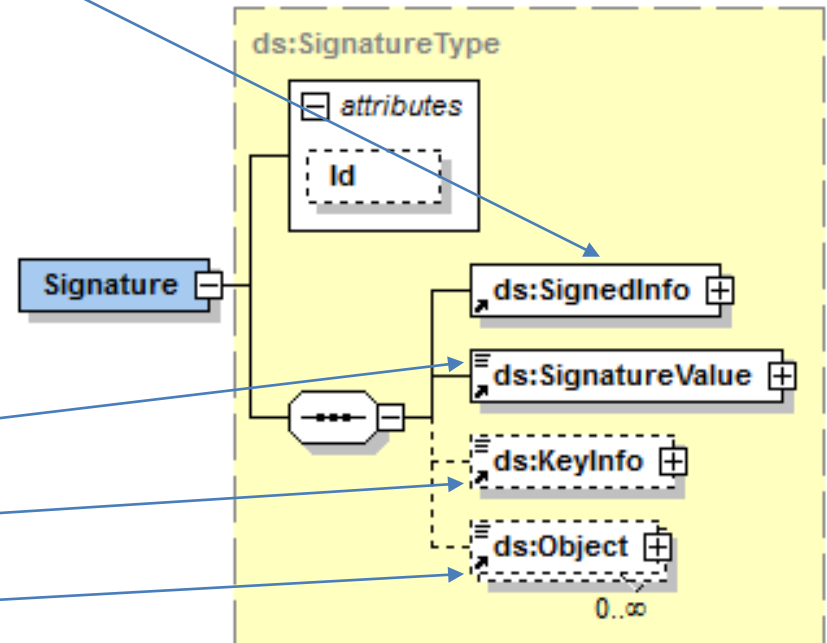 ds:SignatureType
attributes
Id
Signature
ds:SignedInfo
ds:SignatureValue
ds:KeyInfo
ds:Object
0..∞